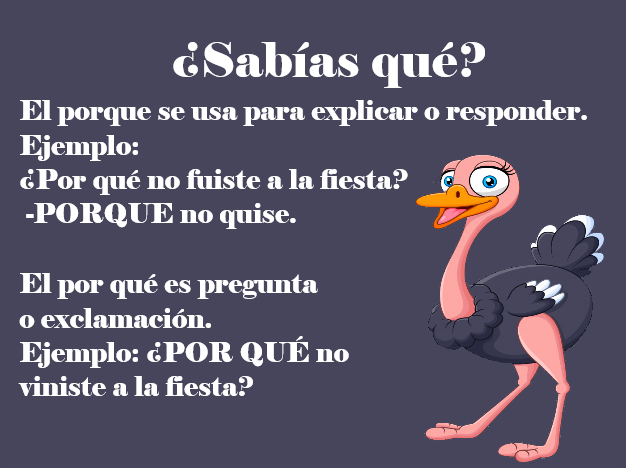 ¿Sabías qué?
El porque se usa para explicar o responder.
Ejemplo:
¿Por qué no fuiste a la fiesta?
-PORQUE no quise.
El por qué es pregunta
o exclamación.
Ejemplo: ¿POR QUÉ no
viniste a la fiesta?